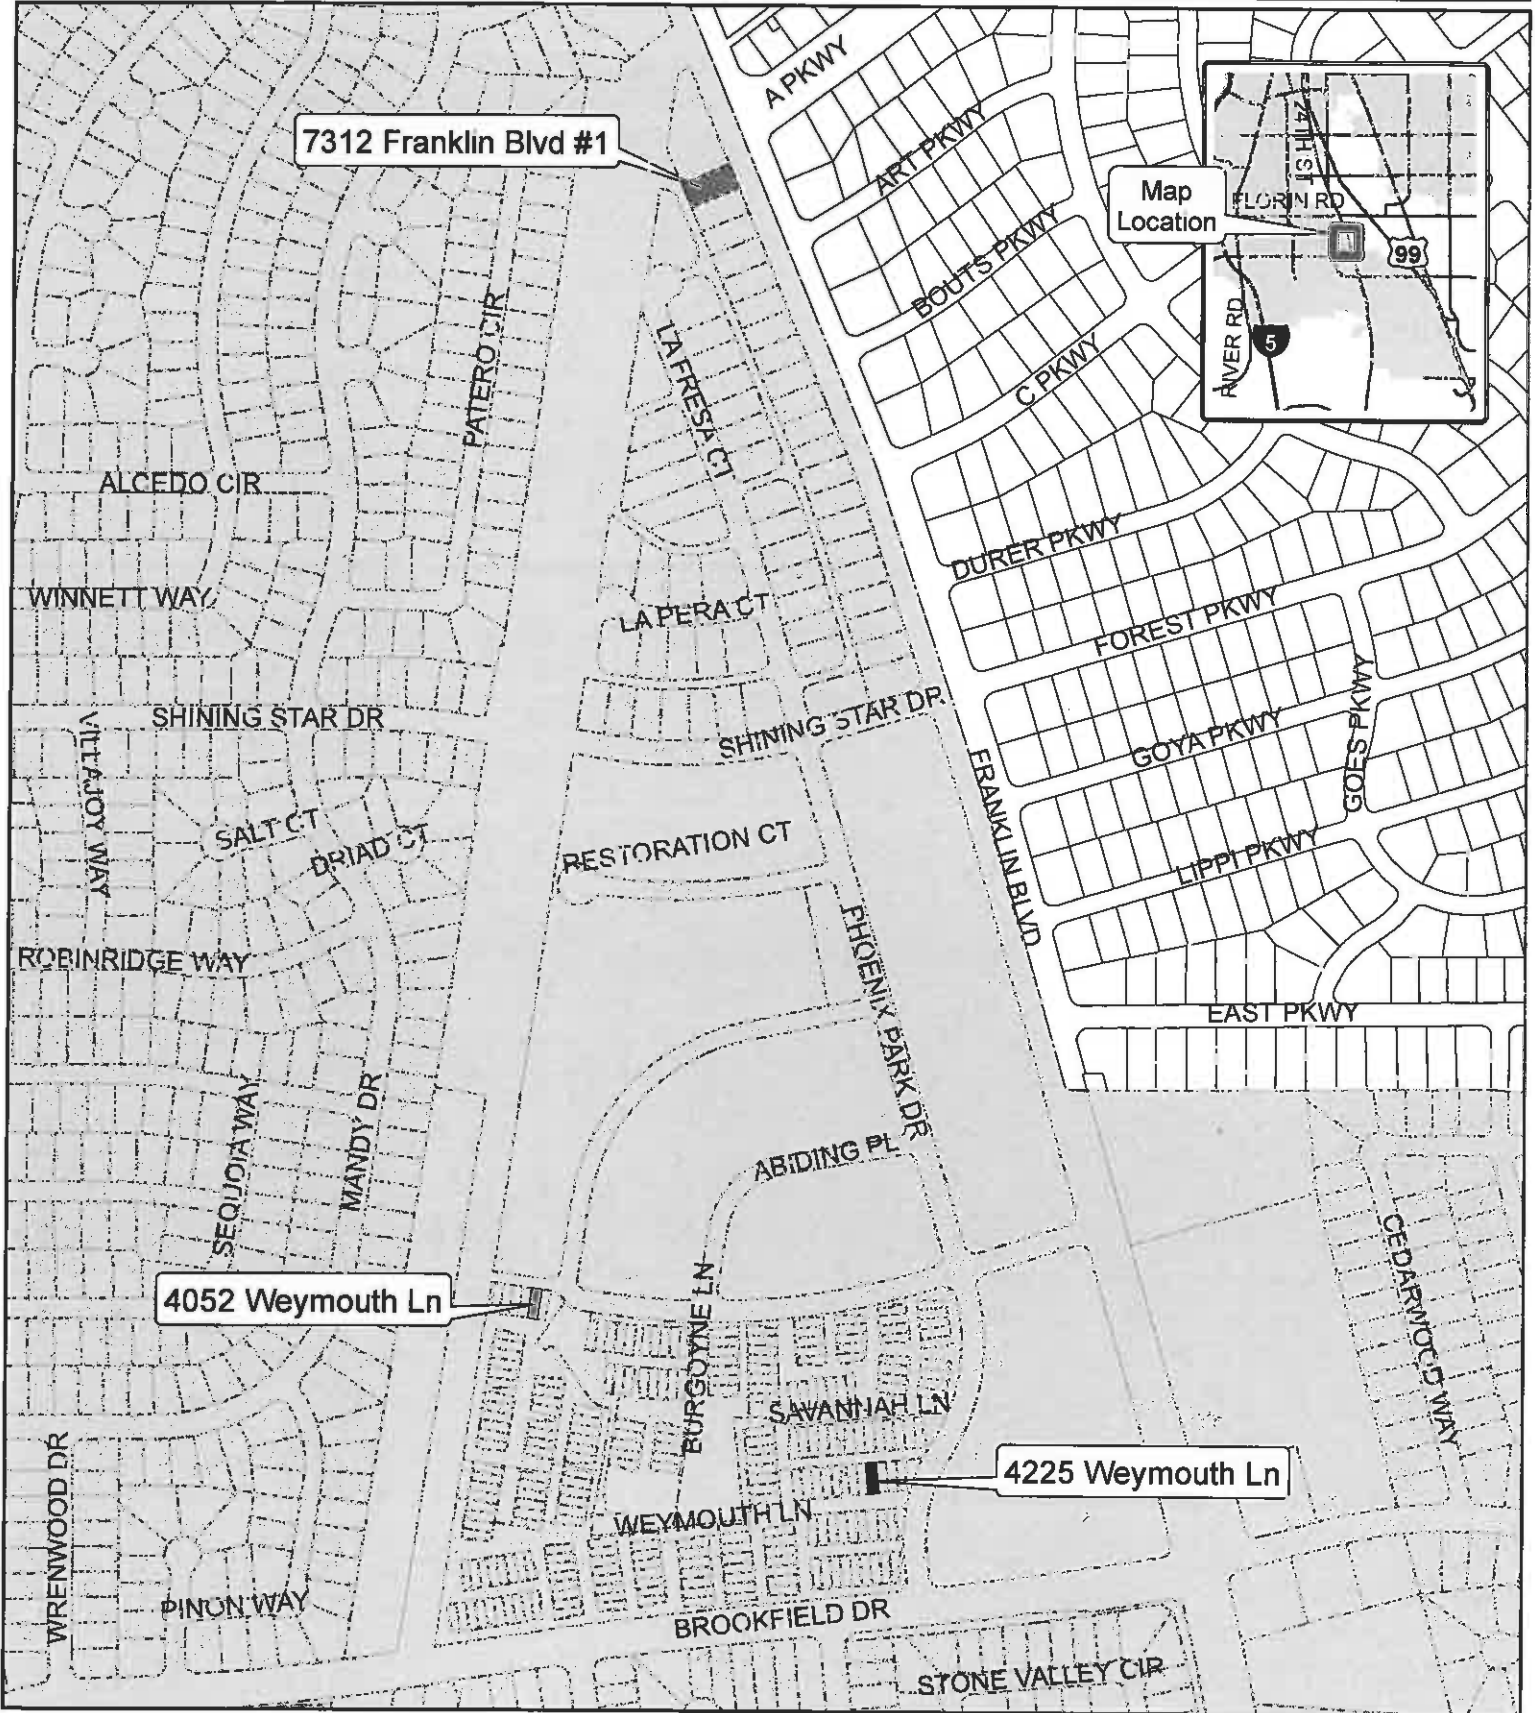 A PKWY
7312 Franklin Blvd #1
ART PKWY
24TH ST
Map
Location
FLORIN RD
BOUTS PKWY
99
RIVER RD
5
PATERO CIR
LA FRESA CT
C PKWY
ALCEDO CIR
DURER PKWY
WINNETT WAY
LA PERA CT
FOREST PKWY
SHINING STAR DR
SHINING STAR DR
GOYA PKWY
GOES PKWY
VILLAJOY WAY
SALT CT
DRIAD CT
RESTORATION CT
FRANKLIN BLVD
LIPPI PKWY
ROBINRIDGE WAY
PHOENIX PARK DR
EAST PKWY
SEQUOIA WAY
MANDY DR
ABIDING PL
4052 Weymouth Ln
BURGOYNE LN
CEDARWOOD WAY
SAVANNAH LN
4225 Weymouth Ln
WRENWOOD DR
WEYMOUTH LN
PINON WAY
BROOKFIELD DR
STONE VALLEY CIR